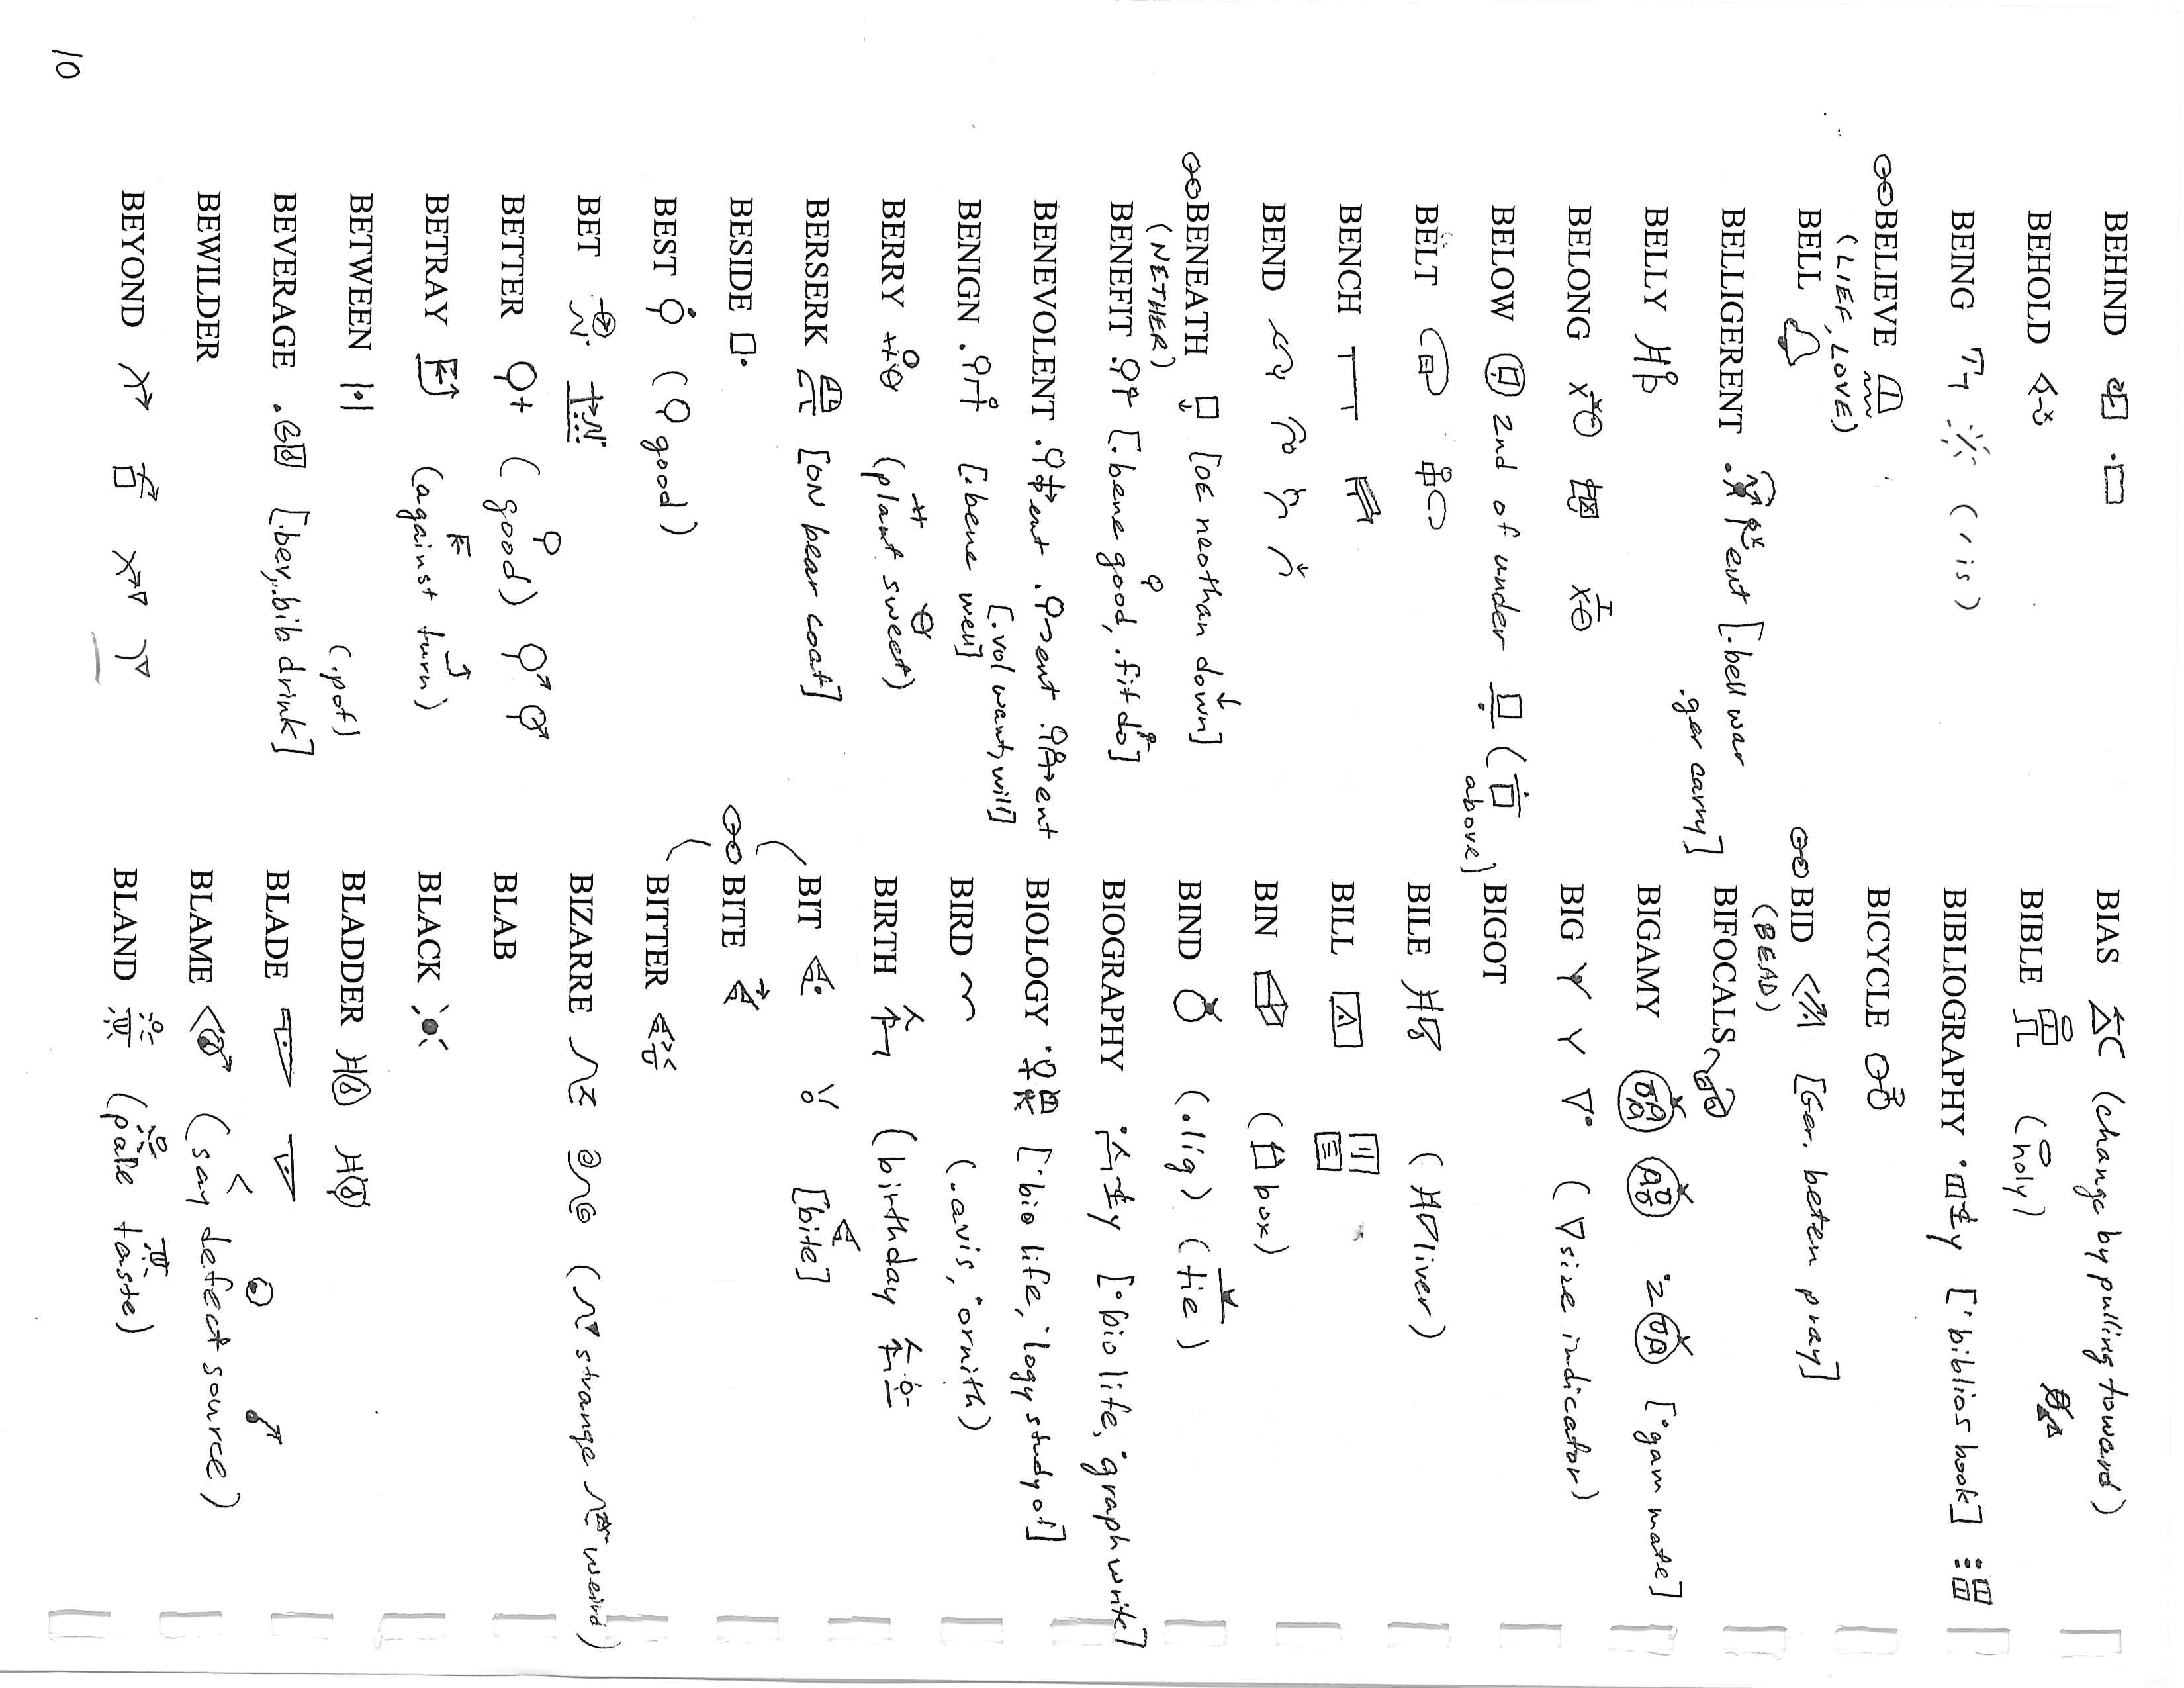 BEHIND
BEHOLD
BEING (is)
BELIEVE
(LIEF, LOVE)
BELL
BELLIGERENT ent [.bell war
.ger carry]
BELLY
BELONG
BELOW 2nd of under (above)
BELT
BENCH
BEND
BENEATH [OE neothan down]
(NETHER)
BENEFIT [.bene good, .fit do]
BENEVOLENT ent ent ent
[.vol want, will]
BENIGN [.bene well]
BERRY (plant sweet)
BERSERK [ON bear coat]
BESIDE
BEST (good)
BET
BETTER (good)
BETRAY (against turn)
BETWEEN
(.pot)
BEVERAGE [.bev, .bib drink]
BEWILDER
BEYOND
BIAS (change by pulling toward)
BIBLE (holy)
BIBLIOGRAPHY y [·biblios book]
BICYCLE
BID [Ger. beten pray]
(BEAD)
BIFOCALS
BIGAMY 2 [·gam mate]
BIG (size indicator)
BIGOT
BILE (liver)
BILL
BIN (box)
BIND (.lig) (tie)
BIOGRAPHY y [·bio life, ·graph write]
BIOLOGY [·bio life, ·logy study of]
BIRD (.avis, ·ornith)
BIRTH (birthday)
BIT [bite]
BITE
BITTER
BIZARRE (strange weird)
BLAB
BLACK
BLADDER
BLADE
BLAME (say defect source)
BLAND (pale taste)
10